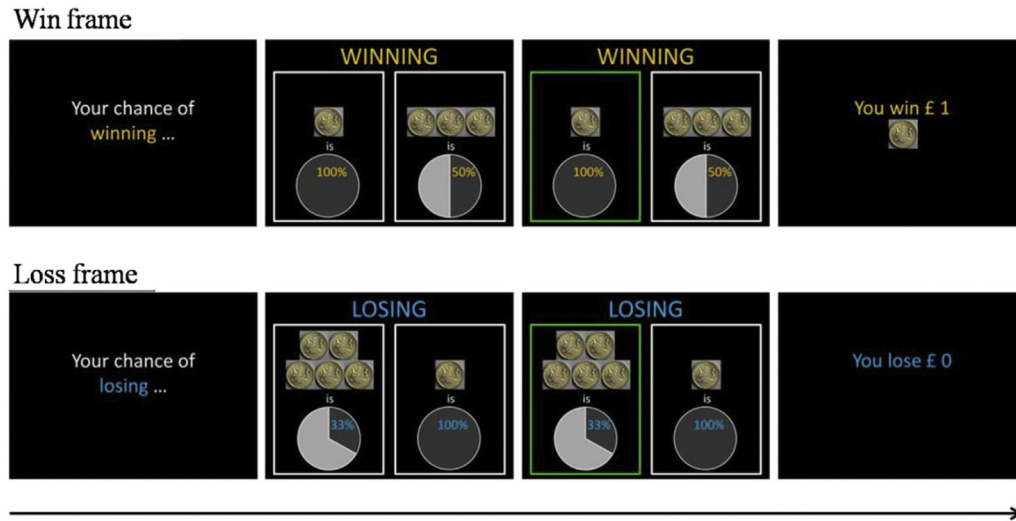 Win frame
Your chance of
winning ...
WINNING
is
is
100%
50%
WINNING
is
is
100%
50%
You win £ 1
Loss frame
Your chance of
losing ...
LOSING
is
is
33%
100%
LOSING
is
is
33%
100%
You lose £ 0